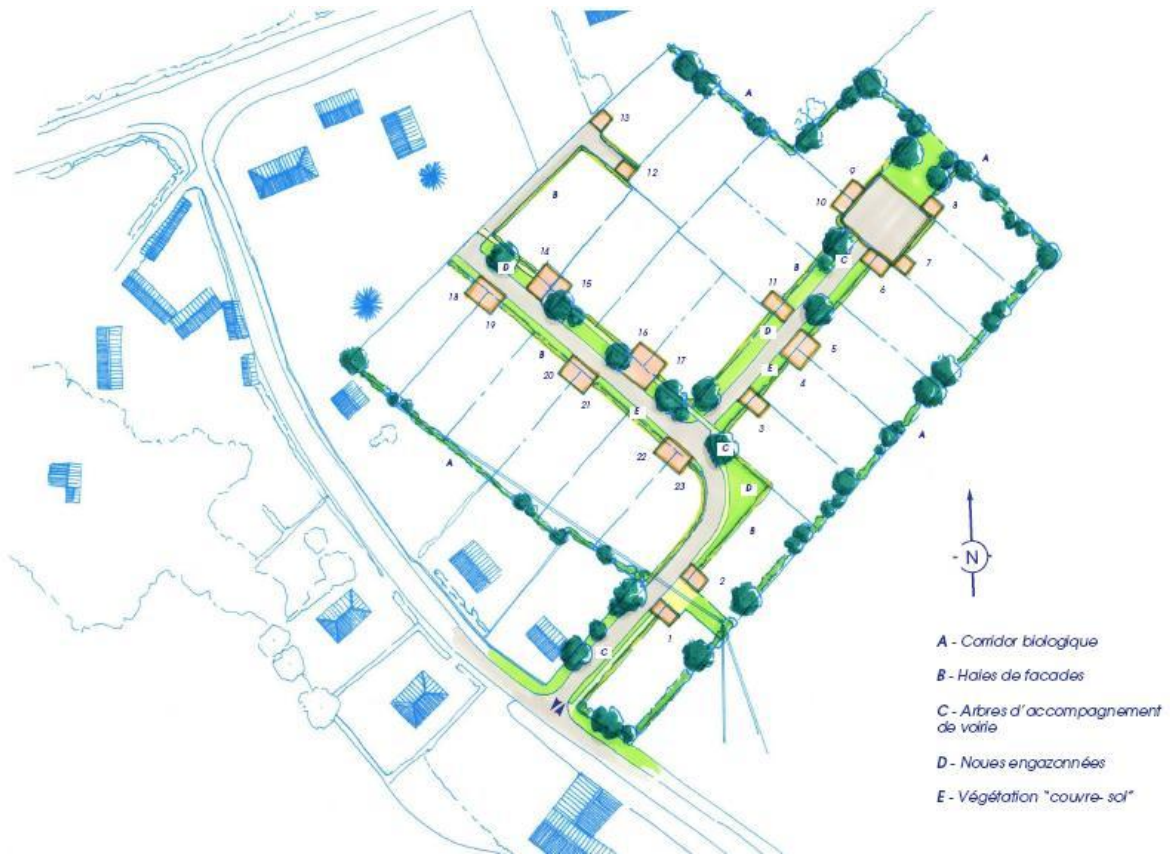 A
13
A
12
9
B
10
8
14
D
C
15
B
7
18
11
6
16
19
D
17
5
B
20
E
4
21
E
3
A
22
C
A
23
D
B
N
2
1
C
A - Corridor biologique
B - Haies de facades
C - Arbres d'accompagnement
de voirie
D - Noues engazonnées
E - Végétation "couvre-sol"